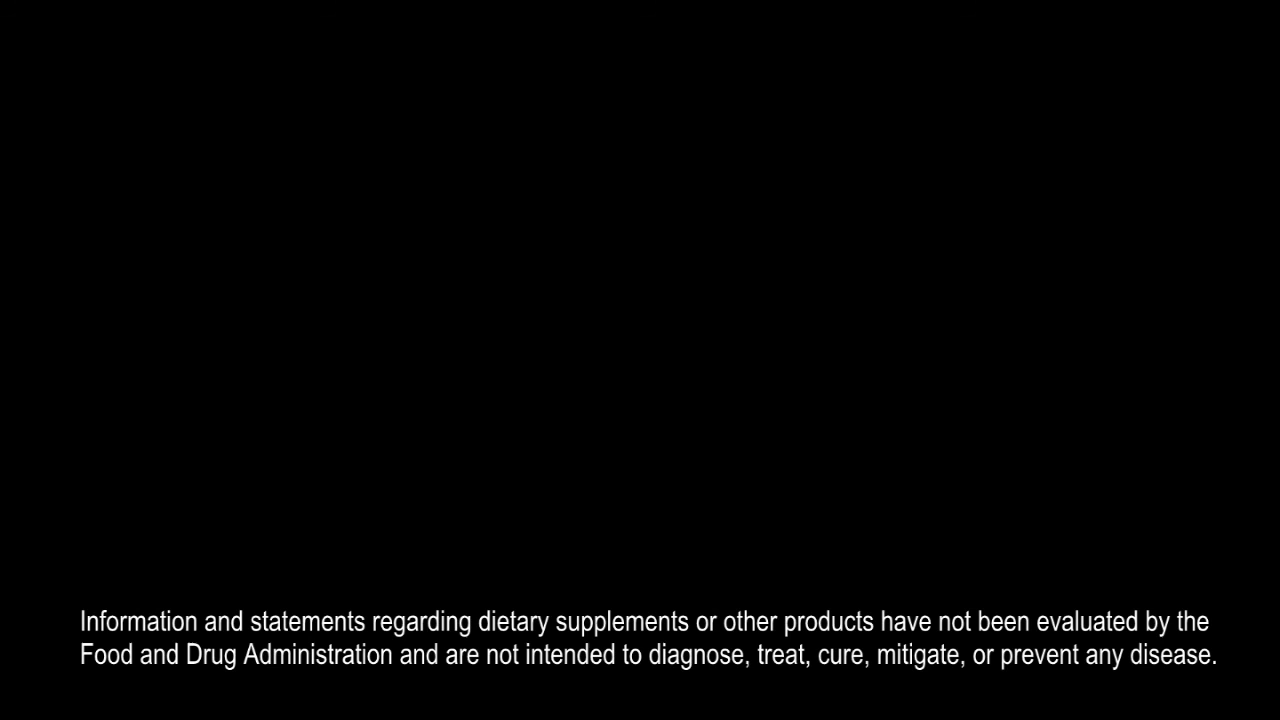 Information and statements regarding dietary supplements or other products have not been evaluated by the
Food and Drug Administration and are not intended to diagnose, treat, cure, mitigate, or prevent any disease.